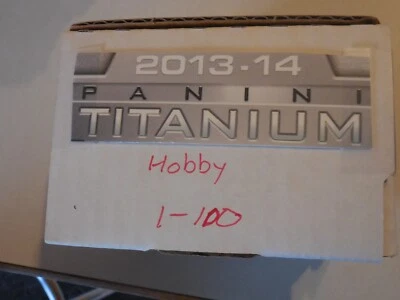 2013-14
PANINI
TITANIUM
Hobby
1-100